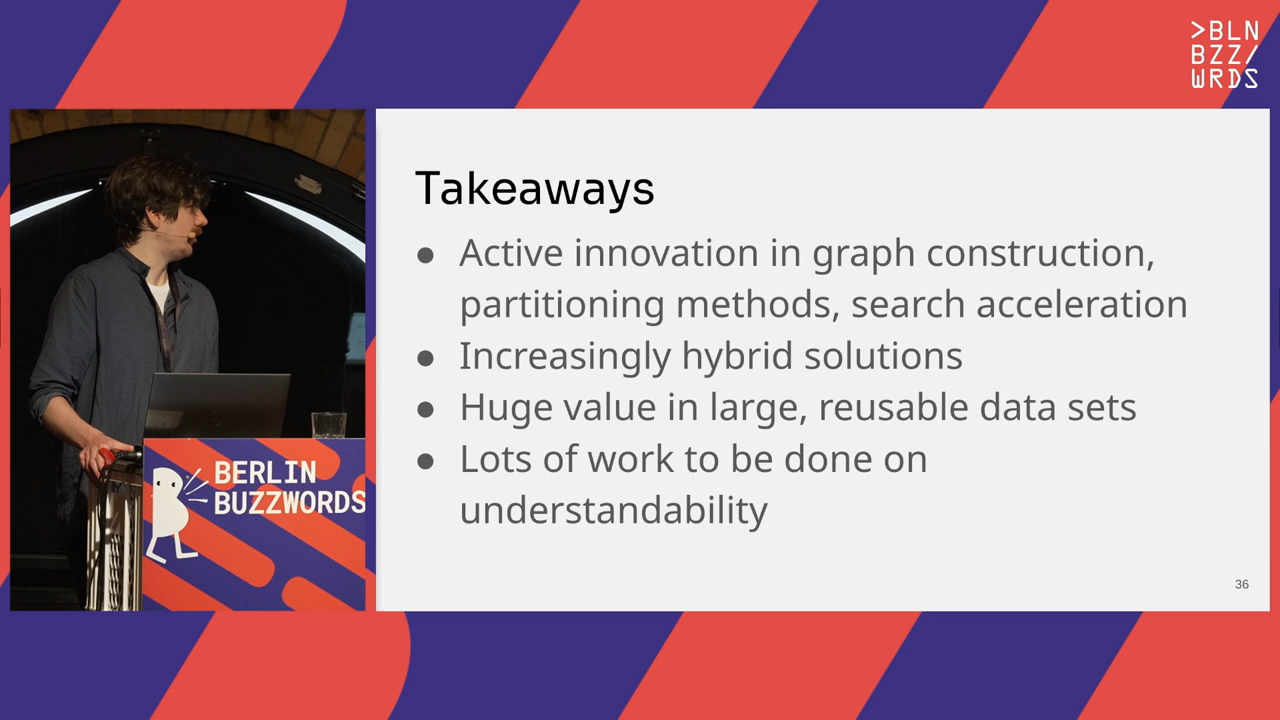 >BLN
BZZ/
WRDS
Takeaways
● Active innovation in graph construction,
partitioning methods, search acceleration
● Increasingly hybrid solutions
● Huge value in large, reusable data sets
● Lots of work to be done on
understandability
36
BERLIN
BUZZWORDS